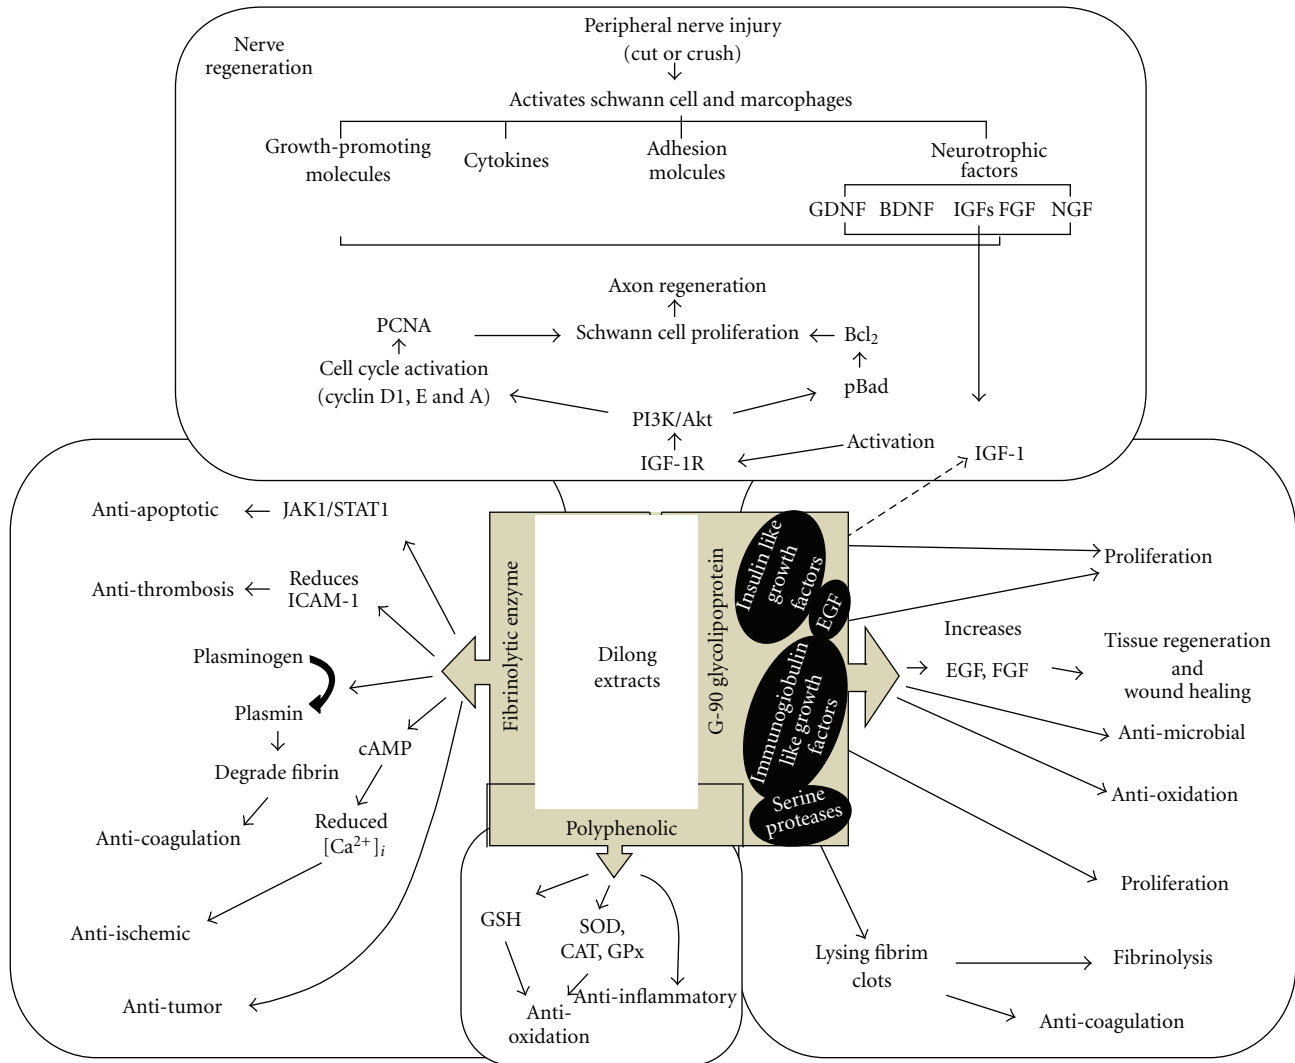 Nerve
regeneration
Peripheral nerve injury
(cut or crush)
Activates schwann cell and marcophages
Growth-promoting
molecules
Cytokines
Adhesion
molcules
Neurotrophic
factors
GDNF BDNF IGFs FGF NGF
Axon regeneration
PCNA
Schwann cell proliferation
Bcl₂
Cell cycle activation
(cyclin D1, E and A)
pBad
PI3K/Akt
Activation
IGF-1R
IGF-1
Anti-apoptotic
JAK1/STAT1
Anti-thrombosis
Reduces
ICAM-1
Plasminogen
Plasmin
cAMP
Degrade fibrin
Reduced
[Ca²⁺]ᵢ
Anti-coagulation
Anti-ischemic
Anti-tumor
Fibrinolytic enzyme
Dilong
extracts
G-90 glycolipoprotein
Insulin like
growth
factors
EGF
Immunogiobulin
like growth
factors
Serine
proteases
Polyphenolic
GSH
SOD,
CAT, GPx
Anti-inflammatory
Anti-
oxidation
Proliferation
Increases
EGF, FGF
Tissue regeneration
and
wound healing
Anti-microbial
Anti-oxidation
Proliferation
Lysing fibrim
clots
Fibrinolysis
Anti-coagulation